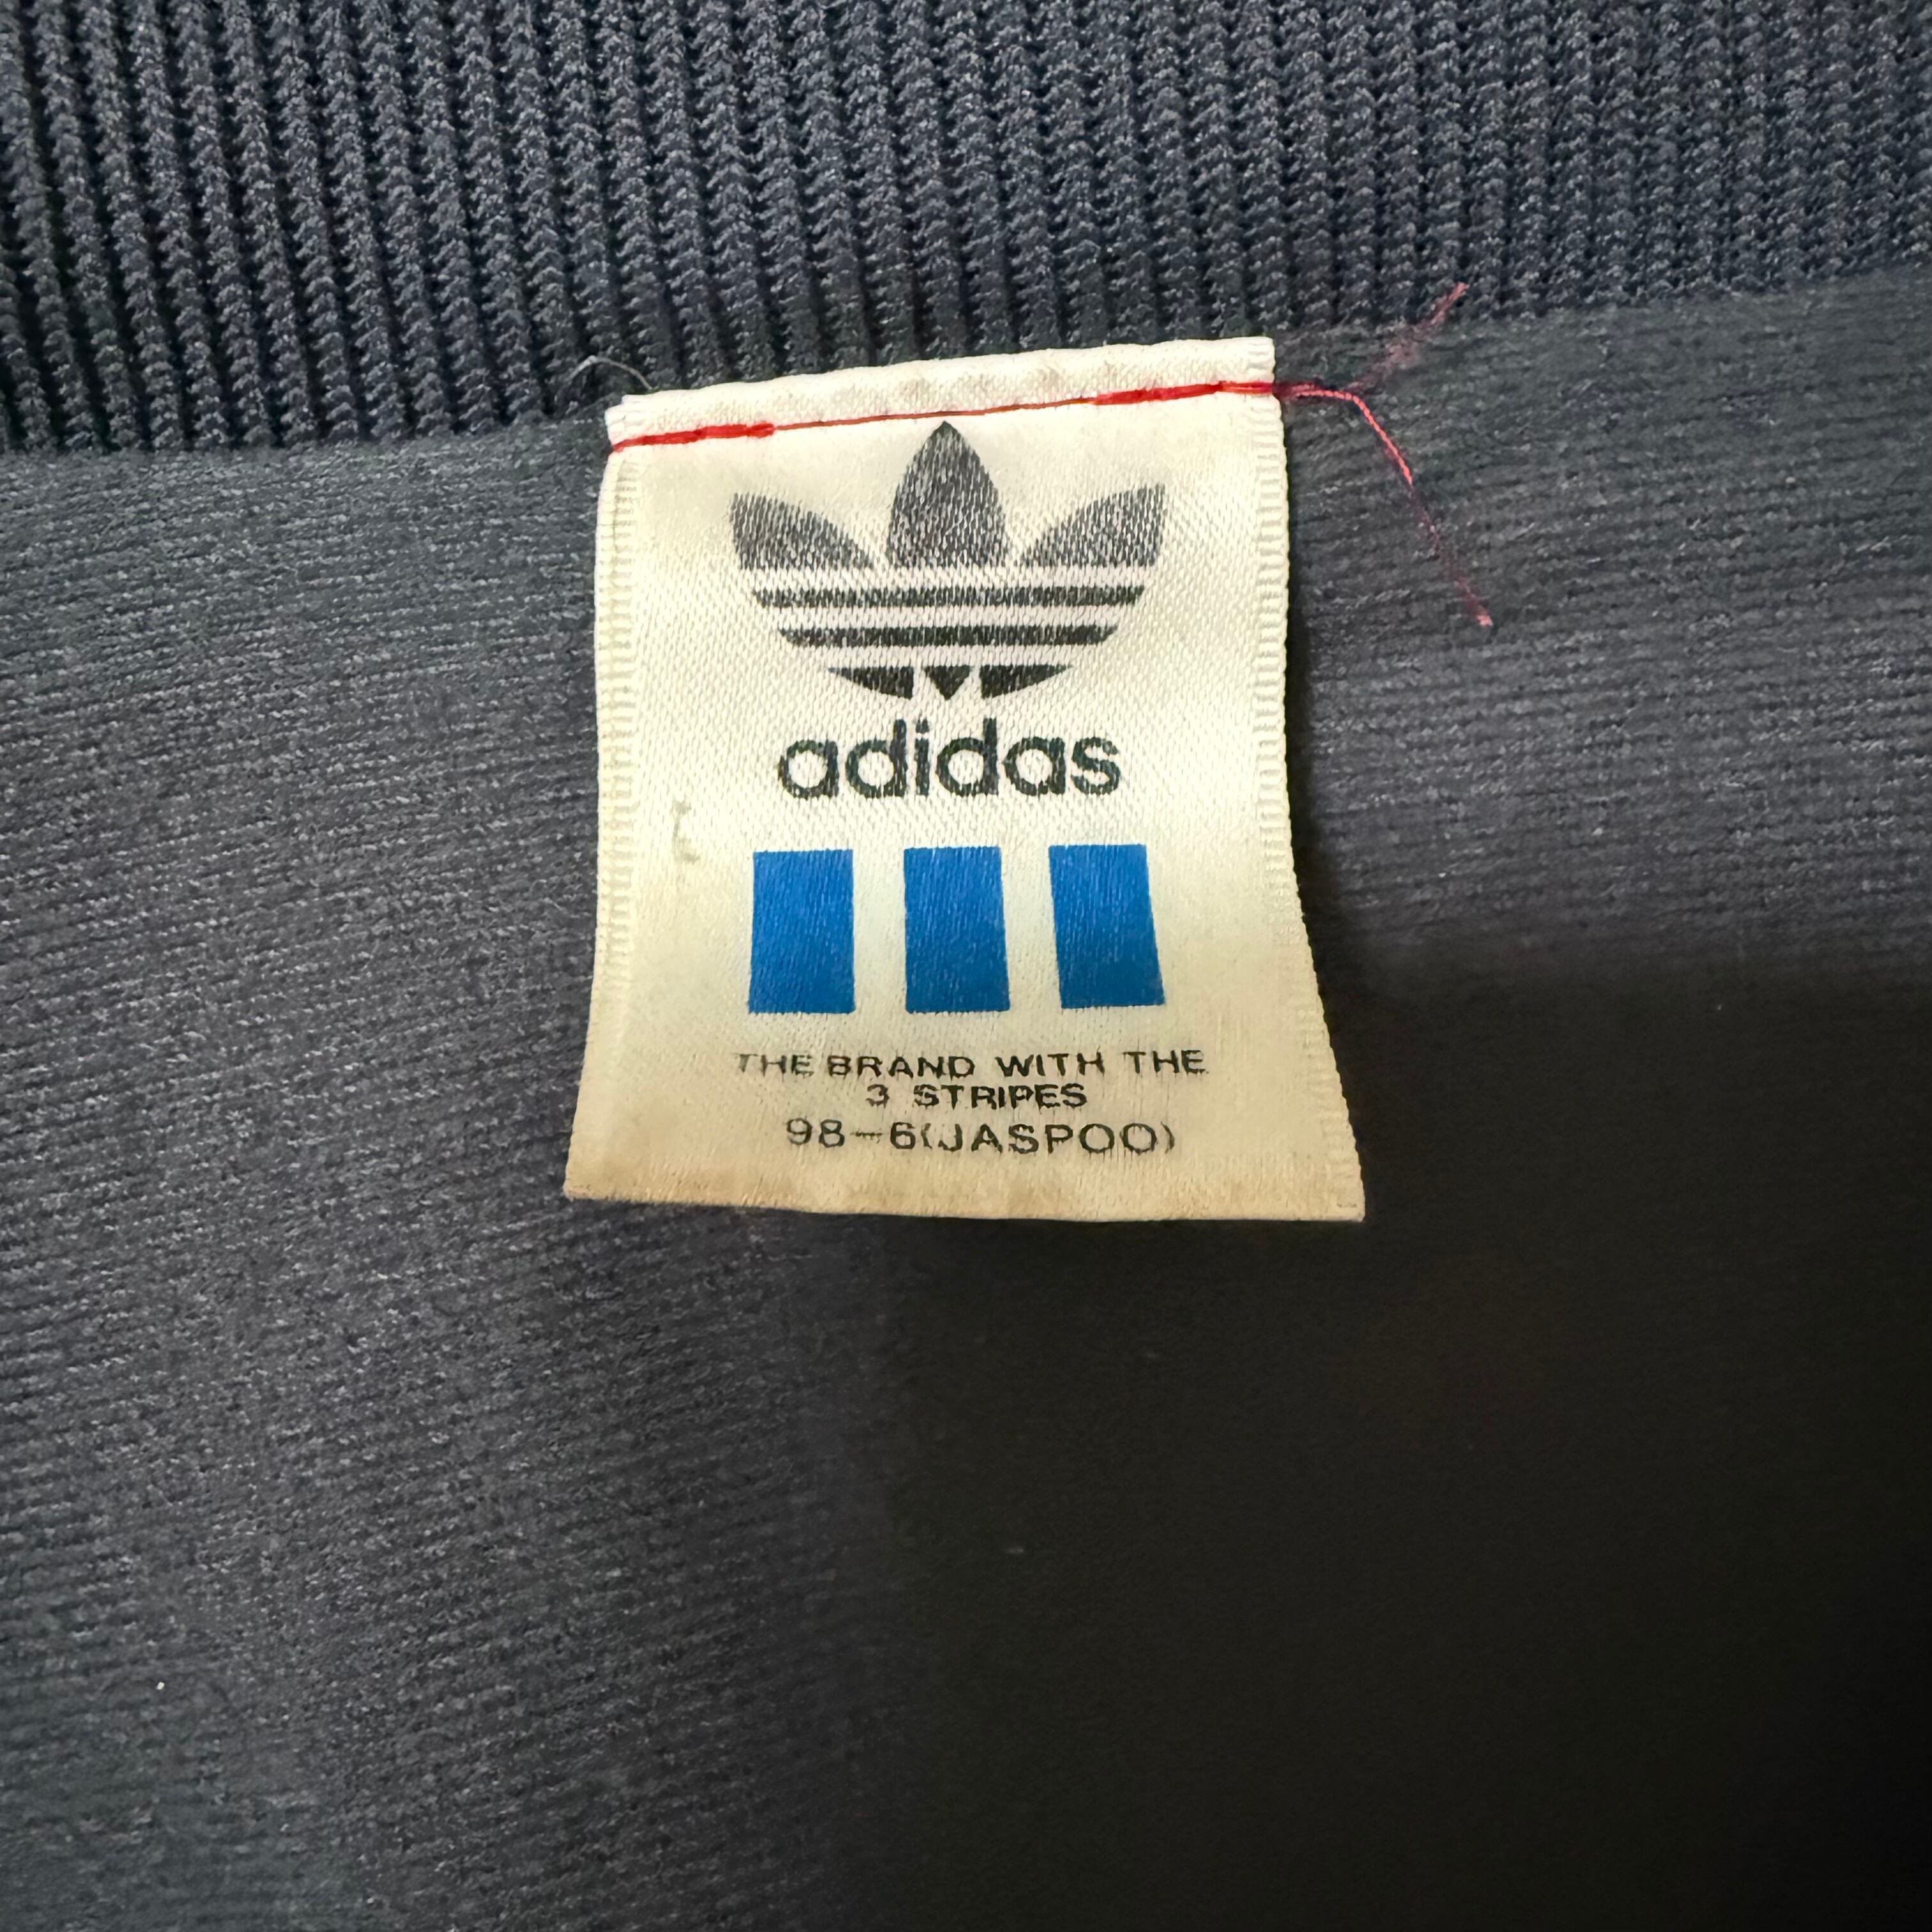 adidas
THE BRAND WITH THE
3 STRIPES
98-6(JASPOO)